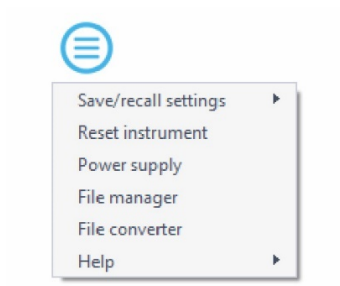 Save/recall settings
Reset instrument
Power supply
File manager
File converter
Help